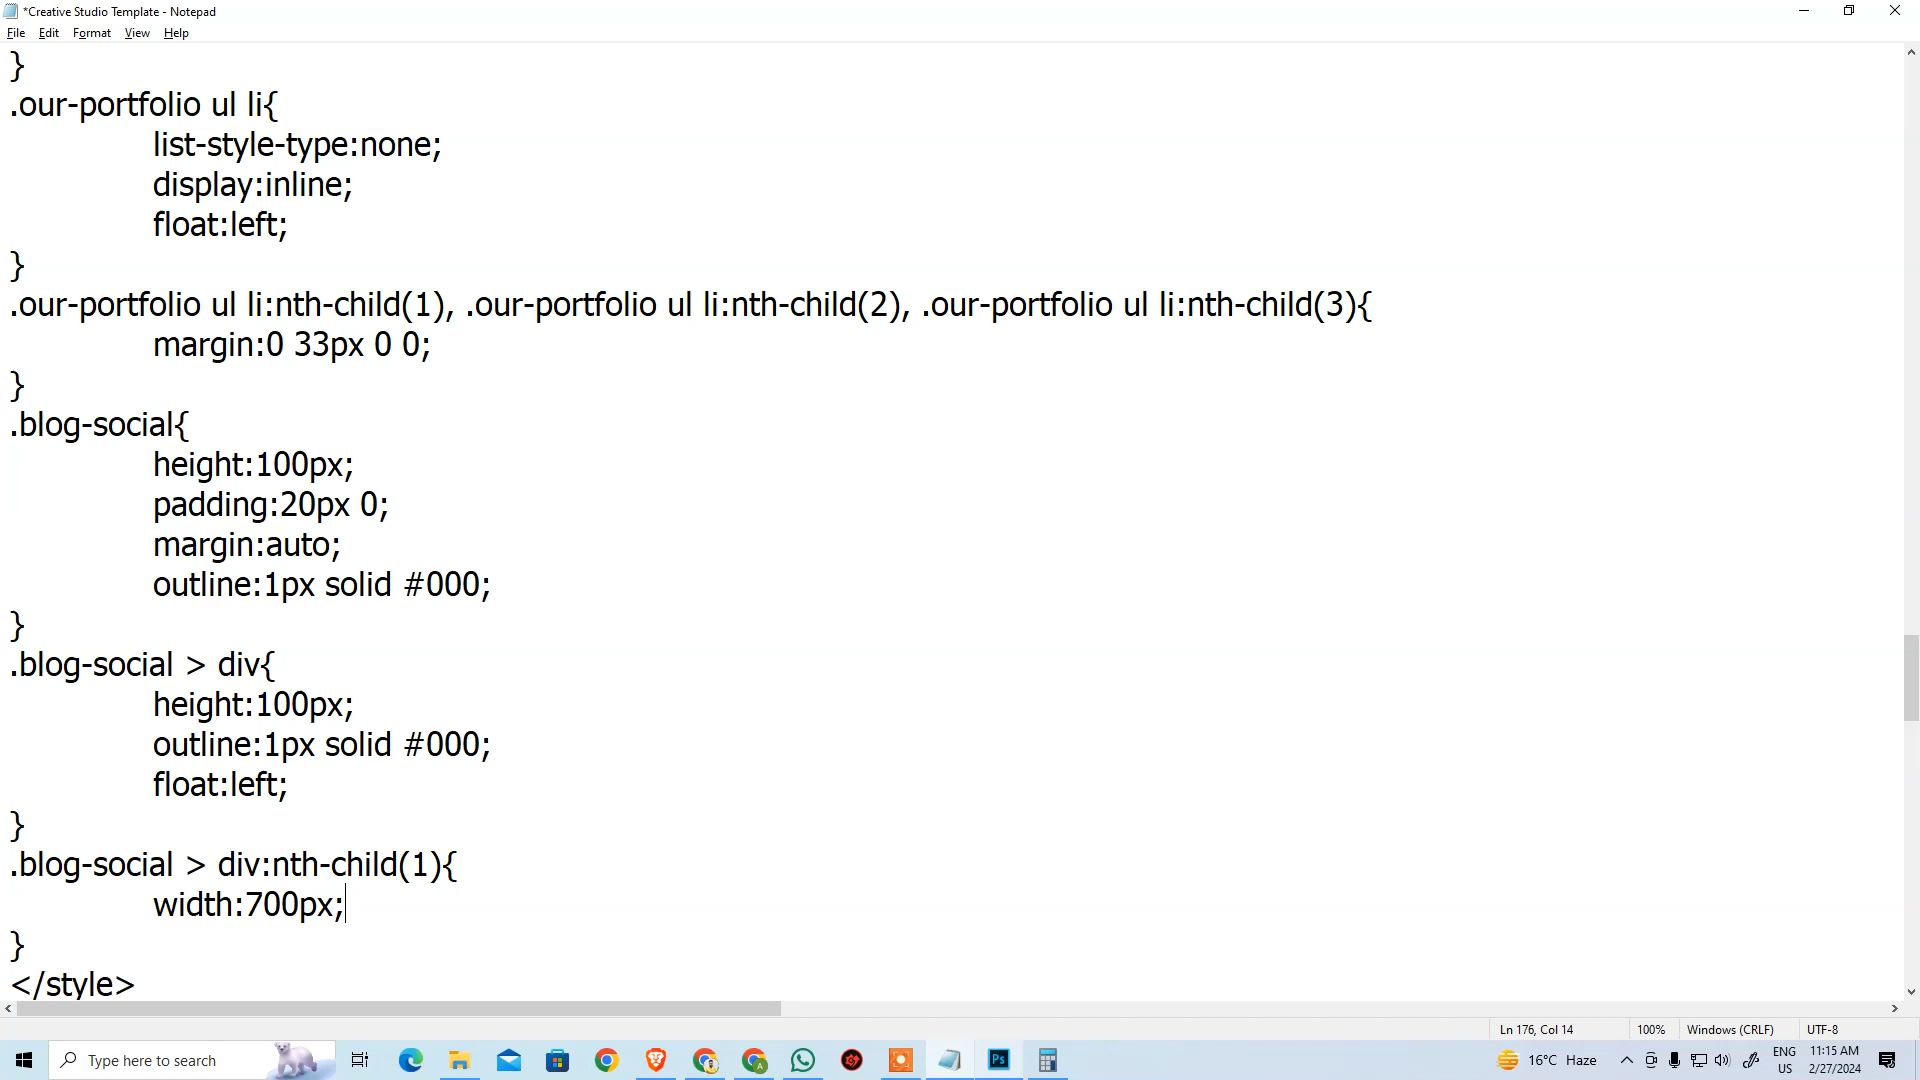 *Creative Studio Template - Notepad
File Edit Format View Help
}
.our-portfolio ul li{
list-style-type:none;
display:inline;
float:left;
}
.our-portfolio ul li:nth-child(1), .our-portfolio ul li:nth-child(2), .our-portfolio ul li:nth-child(3){
margin:0 33px 0 0;
}
.blog-social{
height:100px;
padding:20px 0;
margin:auto;
outline:1px solid #000;
}
.blog-social > div{
height:100px;
outline:1px solid #000;
float:left;
}
.blog-social > div:nth-child(1){
width:700px;
}
</style>
Ln 176, Col 14 100% Windows (CRLF) UTF-8
Type here to search Ps A 16°C Haze ENG US 11:15 AM 2/27/2024